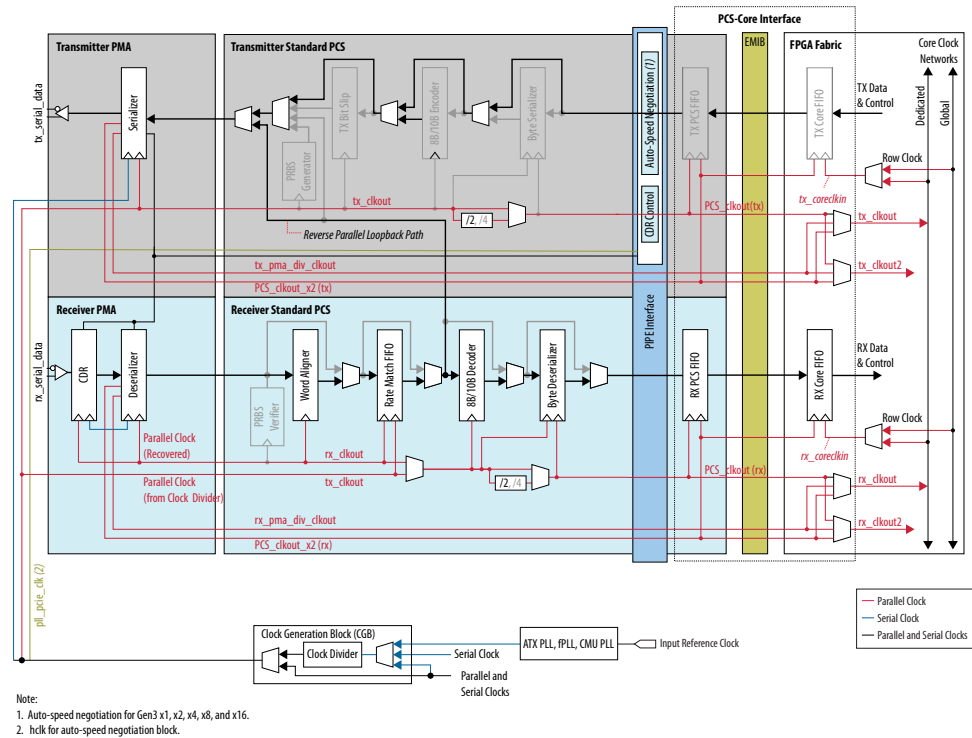 PCS-Core Interface
Transmitter PMA
Transmitter Standard PCS
EMIB
FPGA Fabric
Core Clock
Networks
Dedicated
Global
tx_serial_data
Serializer
PRBS
Generator
TX Bit Slip
8B/10B Encoder
Byte Serializer
Auto-Speed Negotiation (1)
CDR Control
TX PCS FIFO
TX Core FIFO
TX Data
& Control
Row Clock
tx_coreclkin
tx_clkout
/2, /4
PCS_clkout(tx)
tx_clkout
Reverse Parallel Loopback Path
tx_pma_div_clkout
tx_clkout2
PCS_clkout_x2 (tx)
PIPE Interface
Receiver PMA
Receiver Standard PCS
rx_serial_data
CDR
Deserializer
PRBS
Verifier
Word Aligner
Rate Match FIFO
8B/10B Decoder
Byte Deserializer
RX PCS FIFO
RX Core FIFO
RX Data
& Control
Row Clock
rx_coreclkin
Parallel Clock
(Recovered)
rx_clkout
Parallel Clock
(from Clock Divider)
tx_clkout
/2, /4
PCS_clkout (rx)
rx_clkout
rx_pma_div_clkout
rx_clkout2
PCS_clkout_x2 (rx)
pll_pcie_clk (2)
Parallel Clock
Serial Clock
Parallel and Serial Clocks
Clock Generation Block (CGB)
Clock Divider
Serial Clock
Parallel and
Serial Clocks
ATX PLL, fPLL, CMU PLL
Input Reference Clock
Note:
1. Auto-speed negotiation for Gen3 x1, x2, x4, x8, and x16.
2. hclk for auto-speed negotiation block.